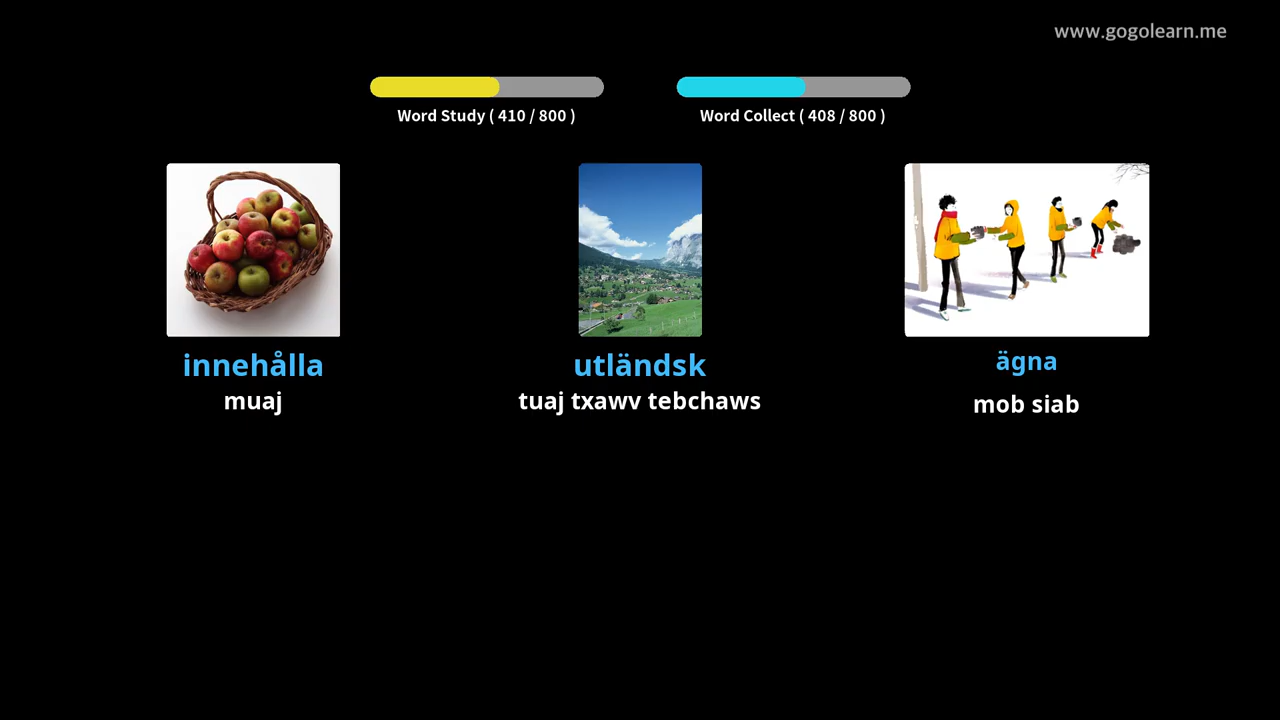 www.gogolearn.me
Word Study ( 410 / 800 )
Word Collect ( 408 / 800 )
innehålla
muaj
utländsk
tuaj txawv tebchaws
ägna
mob siab